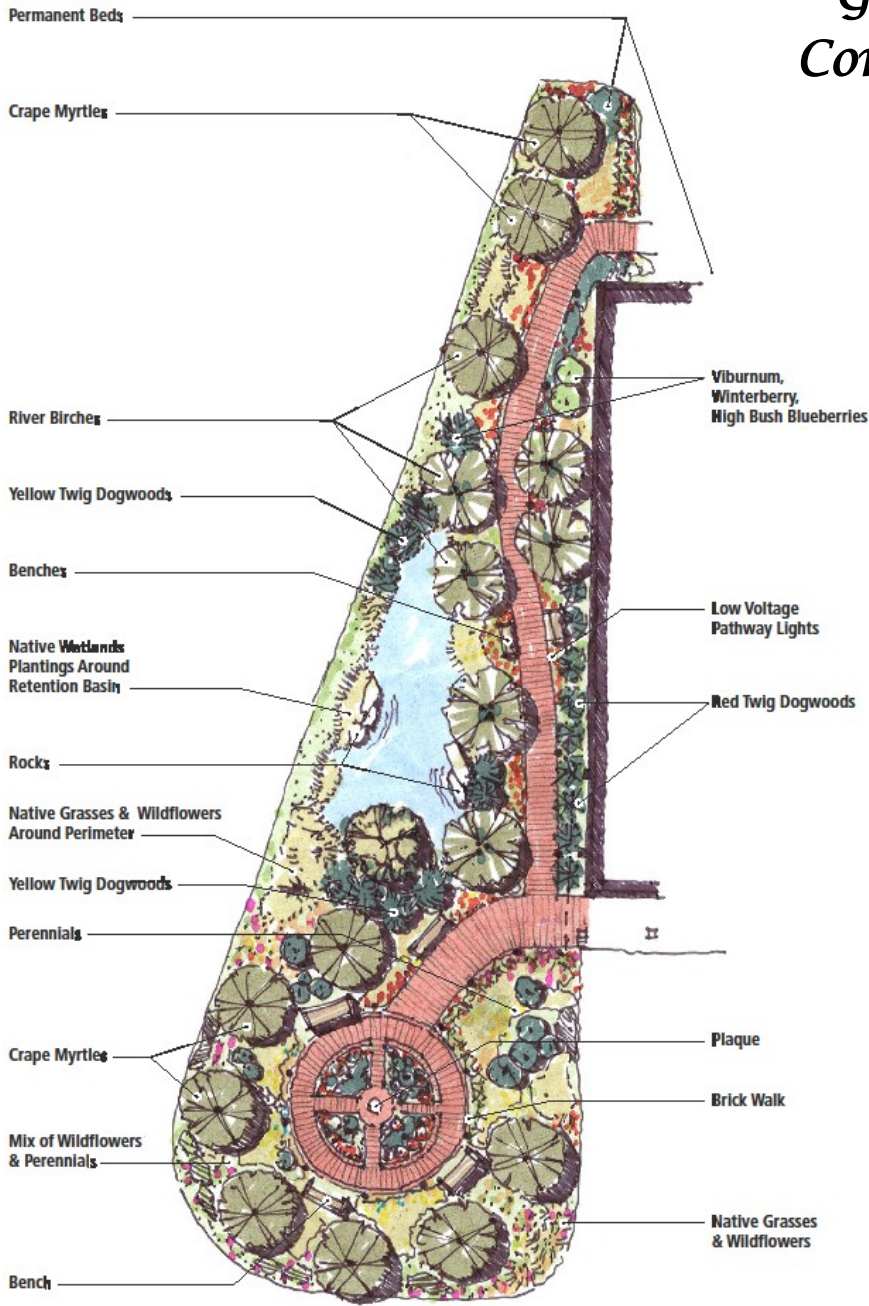 Permanent Beds
Con
Crape Myrtles
Viburnum,
Winterberry,
High Bush Blueberries
River Birches
Yellow Twig Dogwoods
Benches
Low Voltage
Pathway Lights
Native Wetlands
Plantings Around
Retention Basin
Red Twig Dogwoods
Rocks
Native Grasses & Wildflowers
Around Perimeter
Yellow Twig Dogwoods
Perennials
Plaque
Crape Myrtles
Brick Walk
Mix of Wildflowers
& Perennials
Native Grasses
& Wildflowers
Bench